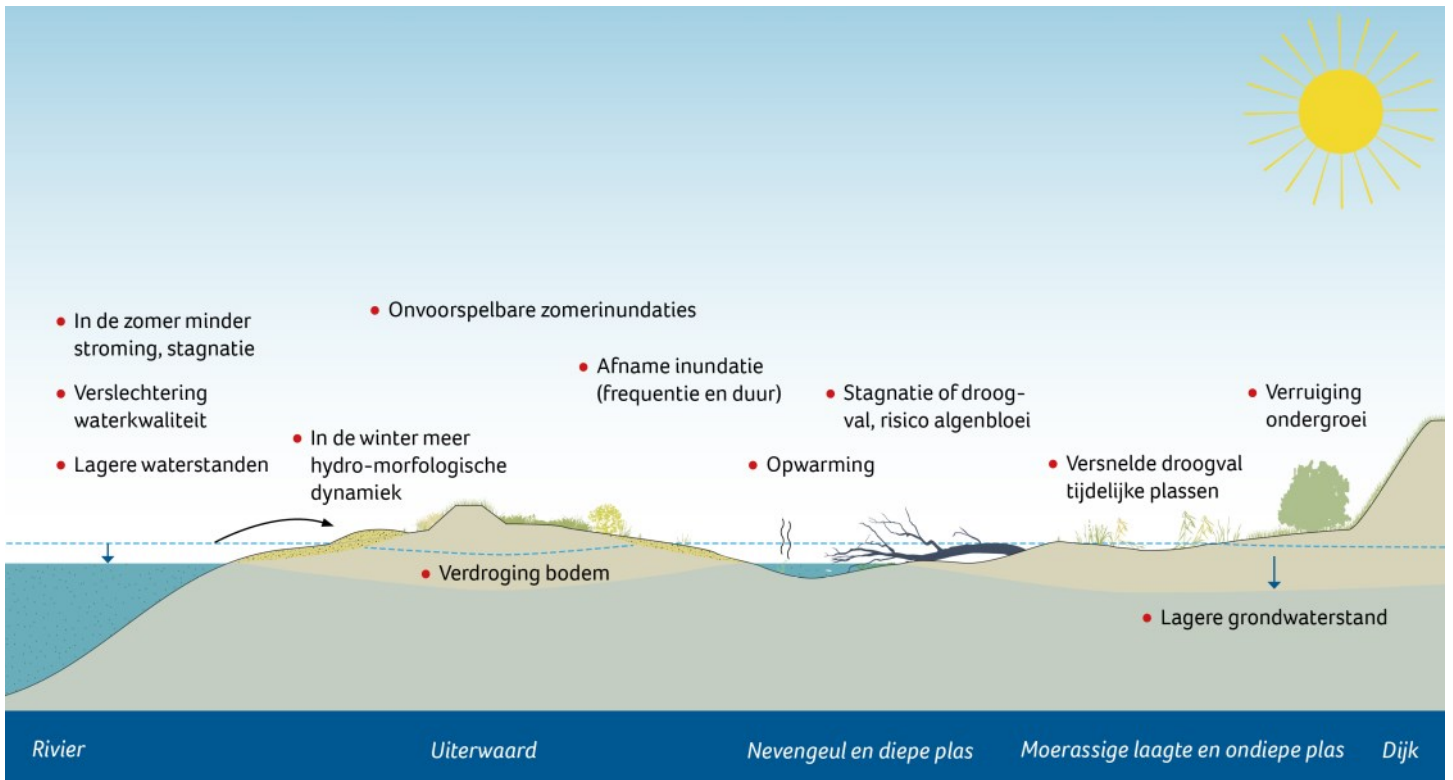 In de zomer minder
stroming, stagnatie
Verslechtering
waterkwaliteit
Lagere waterstanden
In de winter meer
hydro-morfologische
dynamiek
Onvoorspelbare zomerinundaties
Afname inundatie
(frequentie en duur)
Verdroging bodem
Opwarming
Stagnatie of droog-
val, risico algenbloei
Versnelde droogval
tijdelijke plassen
Verruiging
ondergroei
Lagere grondwaterstand
Rivier
Uiterwaard
Nevengeul en diepe plas
Moerassige laagte en ondiepe plas
Dijk